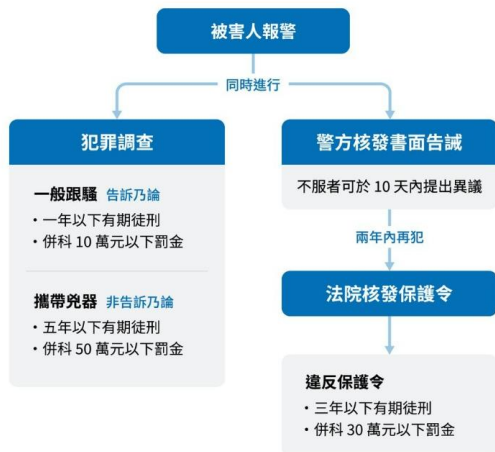 被害人報警
同時進行
犯罪調查
一般跟騷 告訴乃論
・一年以下有期徒刑
・併科 10 萬元以下罰金
攜帶兇器 非告訴乃論
・五年以下有期徒刑
・併科 50 萬元以下罰金
警方核發書面告誡
不服者可於 10 天內提出異議
兩年內再犯
法院核發保護令
違反保護令
・三年以下有期徒刑
・併科 30 萬元以下罰金